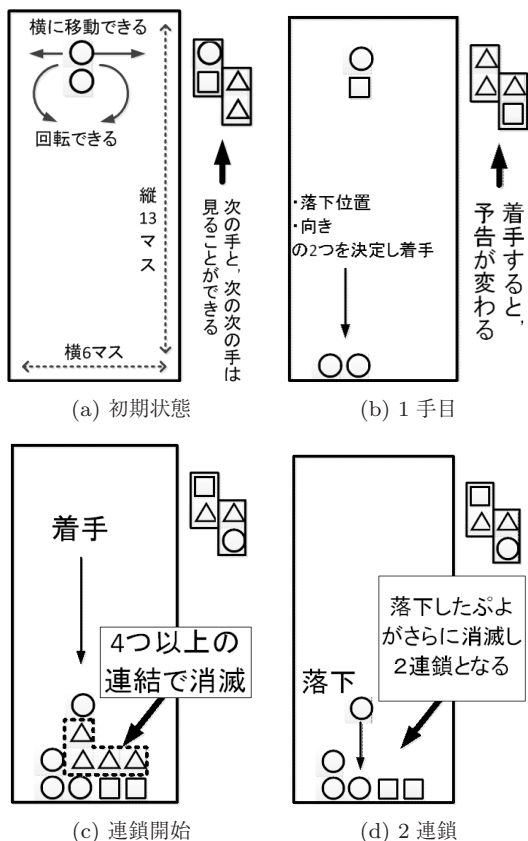 横に移動できる
回転できる
縦13マス
横6マス
次の手と,次の次の手は
見ることができる
(a) 初期状態
・落下位置
・向き
の2つを決定し着手
着手すると,
予告が変わる
(b) 1 手目
着手
4つ以上の
連結で消滅
(c) 連鎖開始
落下したぷよ
がさらに消滅し
2連鎖となる
落下
(d) 2 連鎖